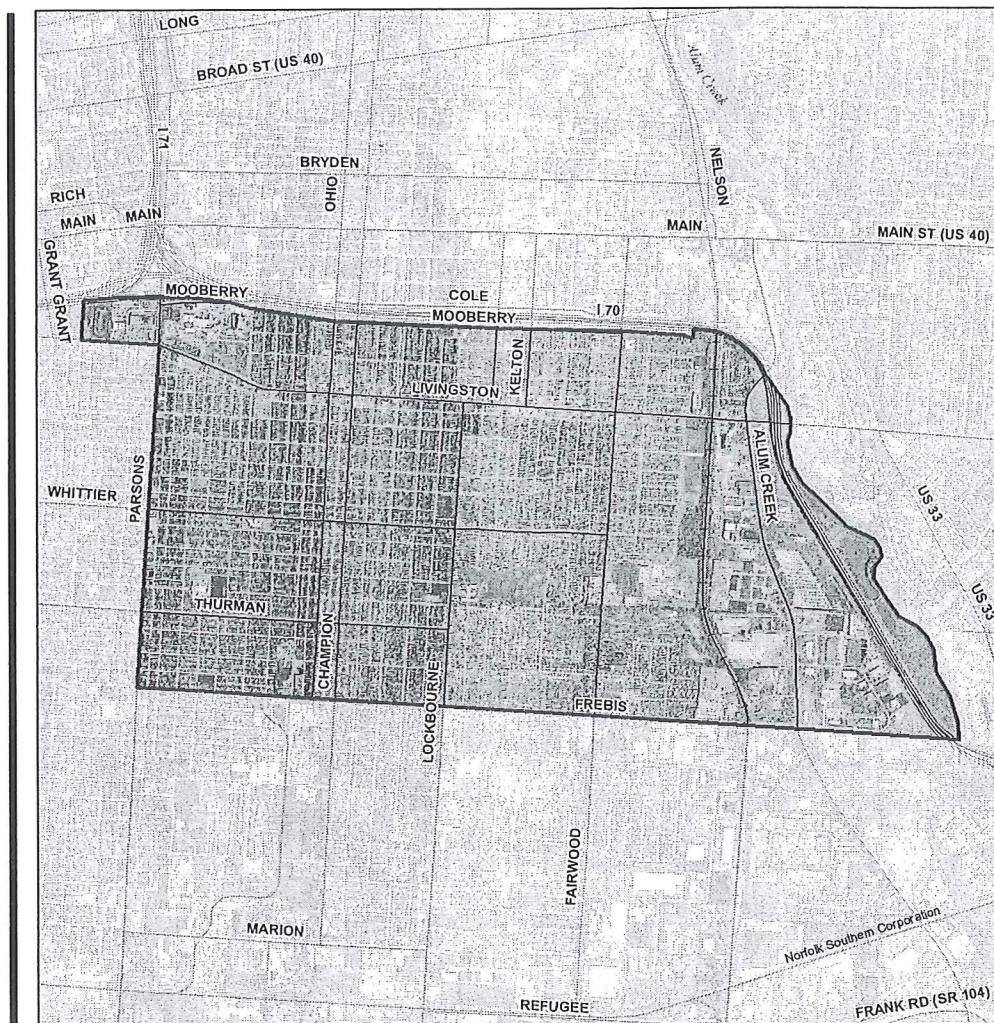 LONG
BROAD ST (US 40)
Alum Creek
I 71
BRYDEN
NELSON
OHIO
RICH
MAIN
MAIN
MAIN
MAIN ST (US 40)
GRANT
GRANT
MOOBERRY
COLE
MOOBERRY
I 70
KELTON
LIVINGSTON
ALUM CREEK
US 33
WHITTIER
PARSONS
THURMAN
CHAMPION
US 33
LOCKBOURNE
FREBIS
FAIRWOOD
MARION
Norfolk Southern Corporation
REFUGEE
FRANK RD (SR 104)